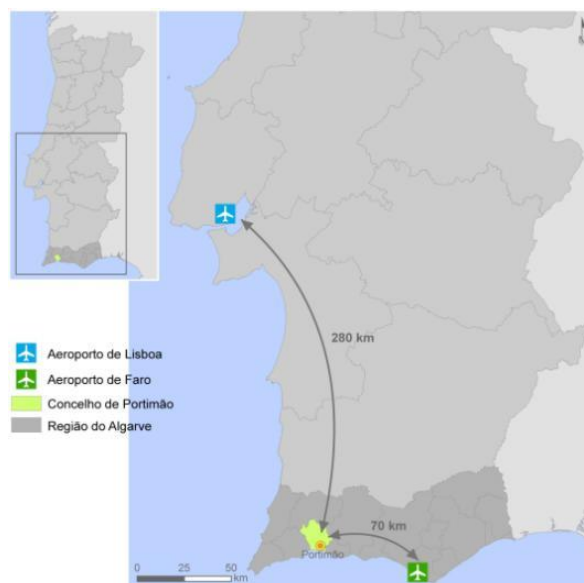 N
280 km
Aeroporto de Lisboa
Aeroporto de Faro
Concelho de Portimão
Região do Algarve
70 km
Portimão
0 25 50
km